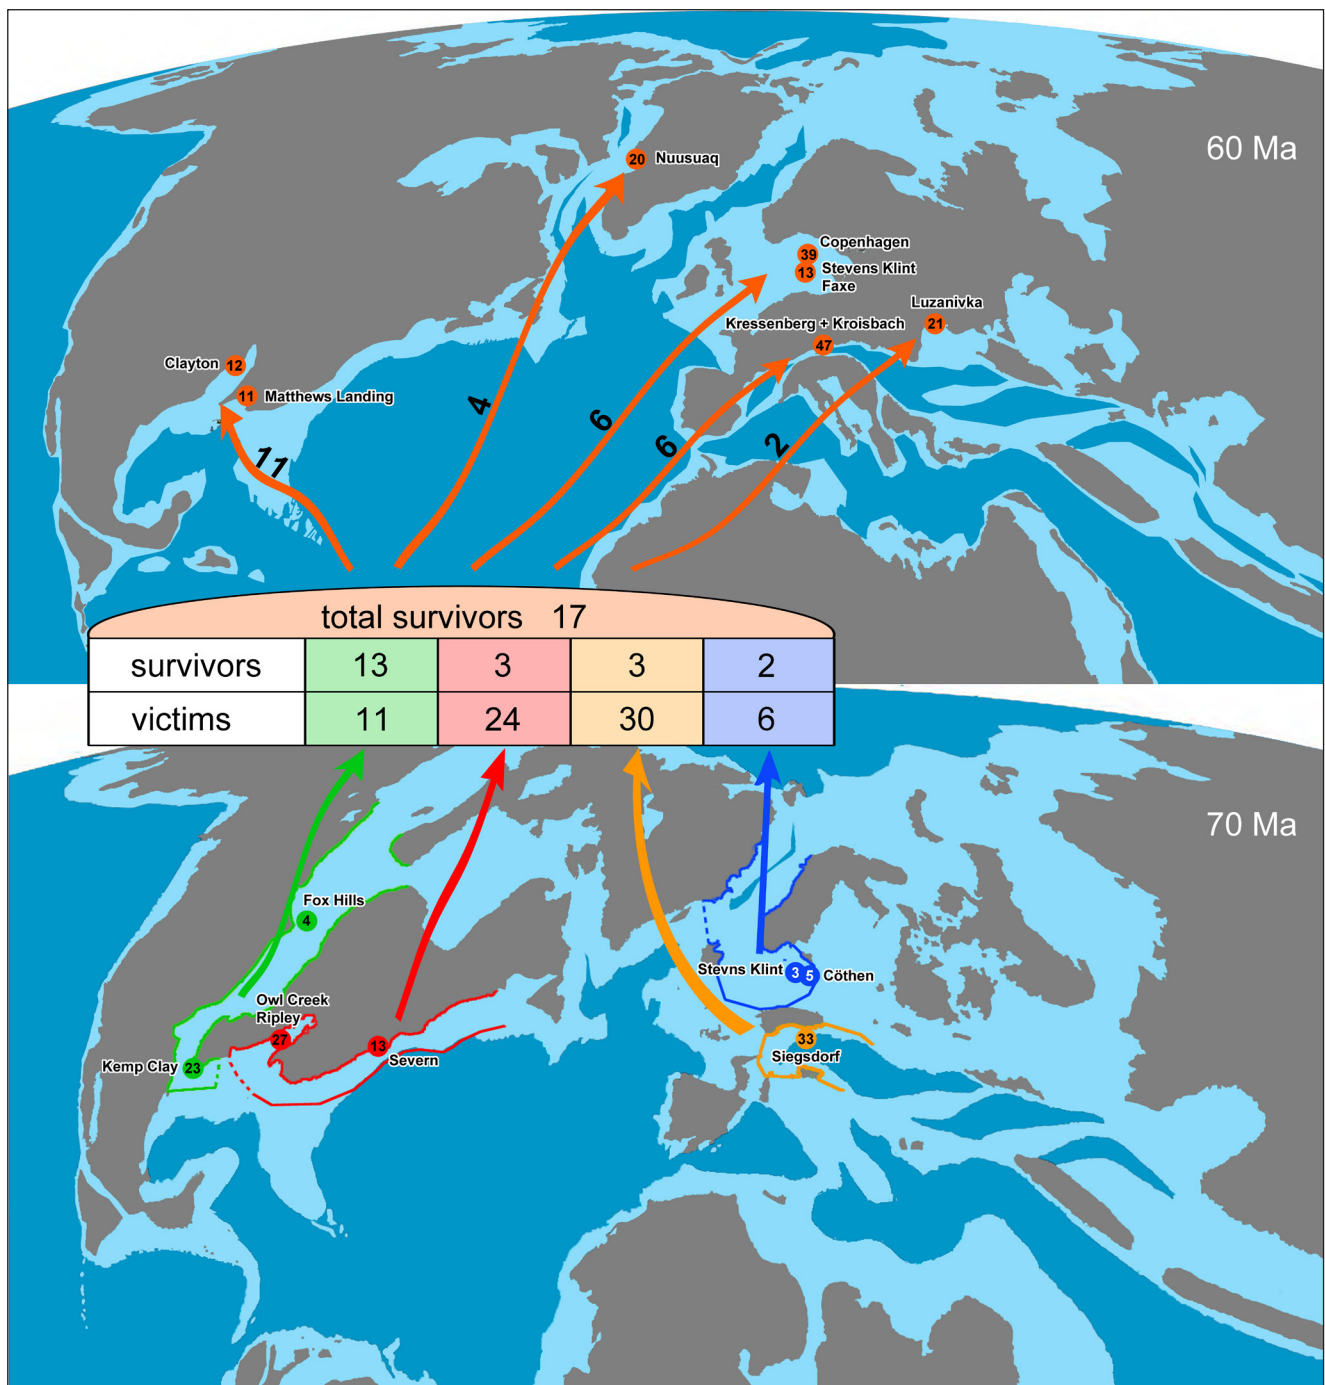 60 Ma
20 Nuusuaq
Copenhagen
39
13 Stevens Klint
Faxe
Luzanivka
21
Kressenberg + Kroisbach
47
Clayton 12
11 Matthews Landing
11
4
6
6
2
total survivors 17
survivors 13 3 3 2
victims 11 24 30 6
70 Ma
Fox Hills
4
Stevns Klint 3 5 Cöthen
Owl Creek
Ripley
27
13
Severn
33
Siegsdorf
Kemp Clay 23